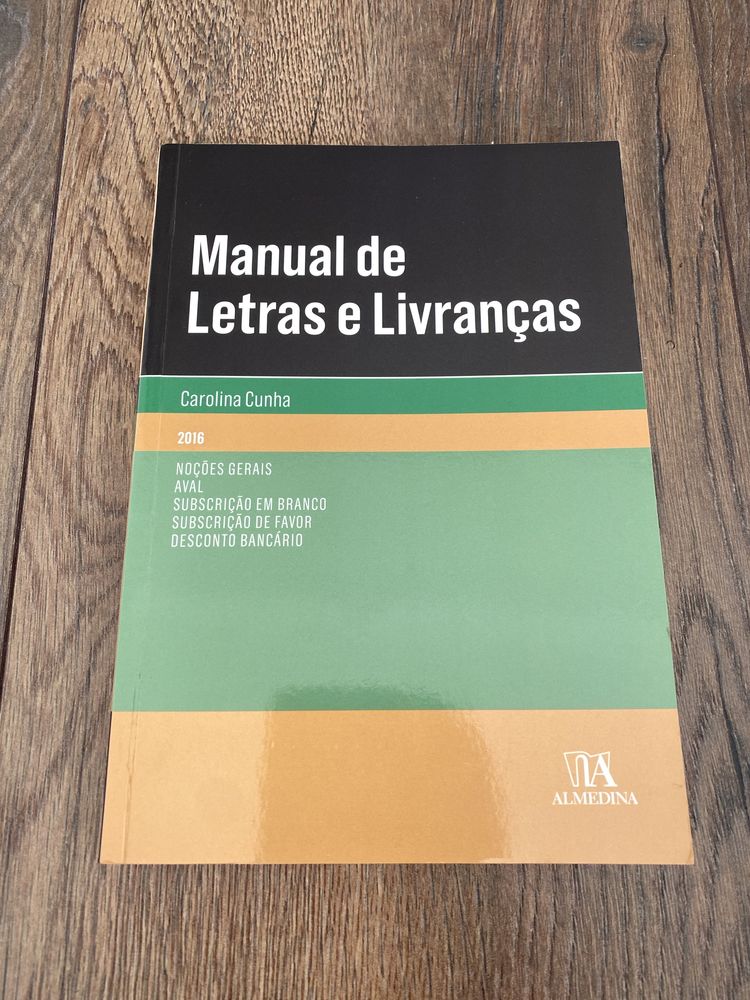 Manual de
Letras e Livranças
Carolina Cunha
2016
NOÇÕES GERAIS
AVAL
SUBSCRIÇÃO EM BRANCO
SUBSCRIÇÃO DE FAVOR
DESCONTO BANCÁRIO
ALMEDINA